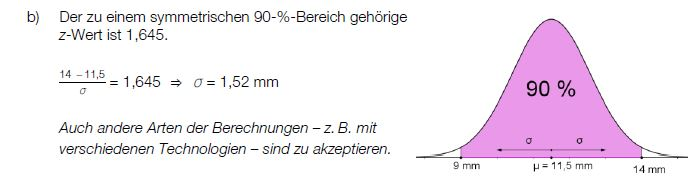 b) Der zu einem symmetrischen 90-%-Bereich gehörige
z-Wert ist 1,645.
14 – 11,5
σ
= 1,645 ⇒ σ = 1,52 mm
Auch andere Arten der Berechnungen – z. B. mit
verschiedenen Technologien – sind zu akzeptieren.
90 %
σ σ
9 mm μ = 11,5 mm 14 mm